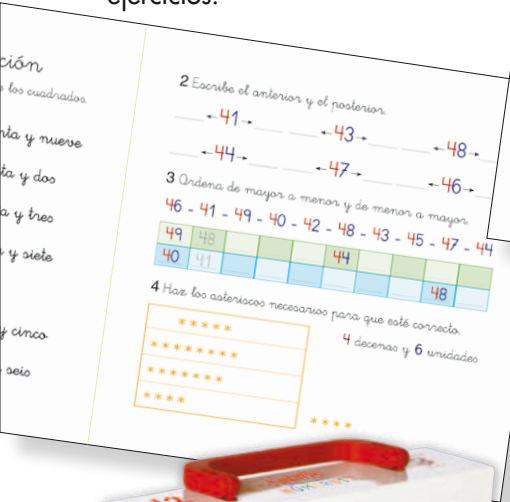 ejercicios:
ción
los cuadrados.
y nueve
y dos
a y tres
y siete
y cinco
seis
2 Escribe el anterior y el posterior.
41 43 48
44 47 46
3 Ordena de mayor a menor y de menor a mayor.
46 - 41 - 49 - 40 - 42 - 48 - 43 - 45 - 47 - 44
49 48 44
40 41 48
4 Haz los asteriscos necesarios para que esté correcto.
4 decenas y 6 unidades